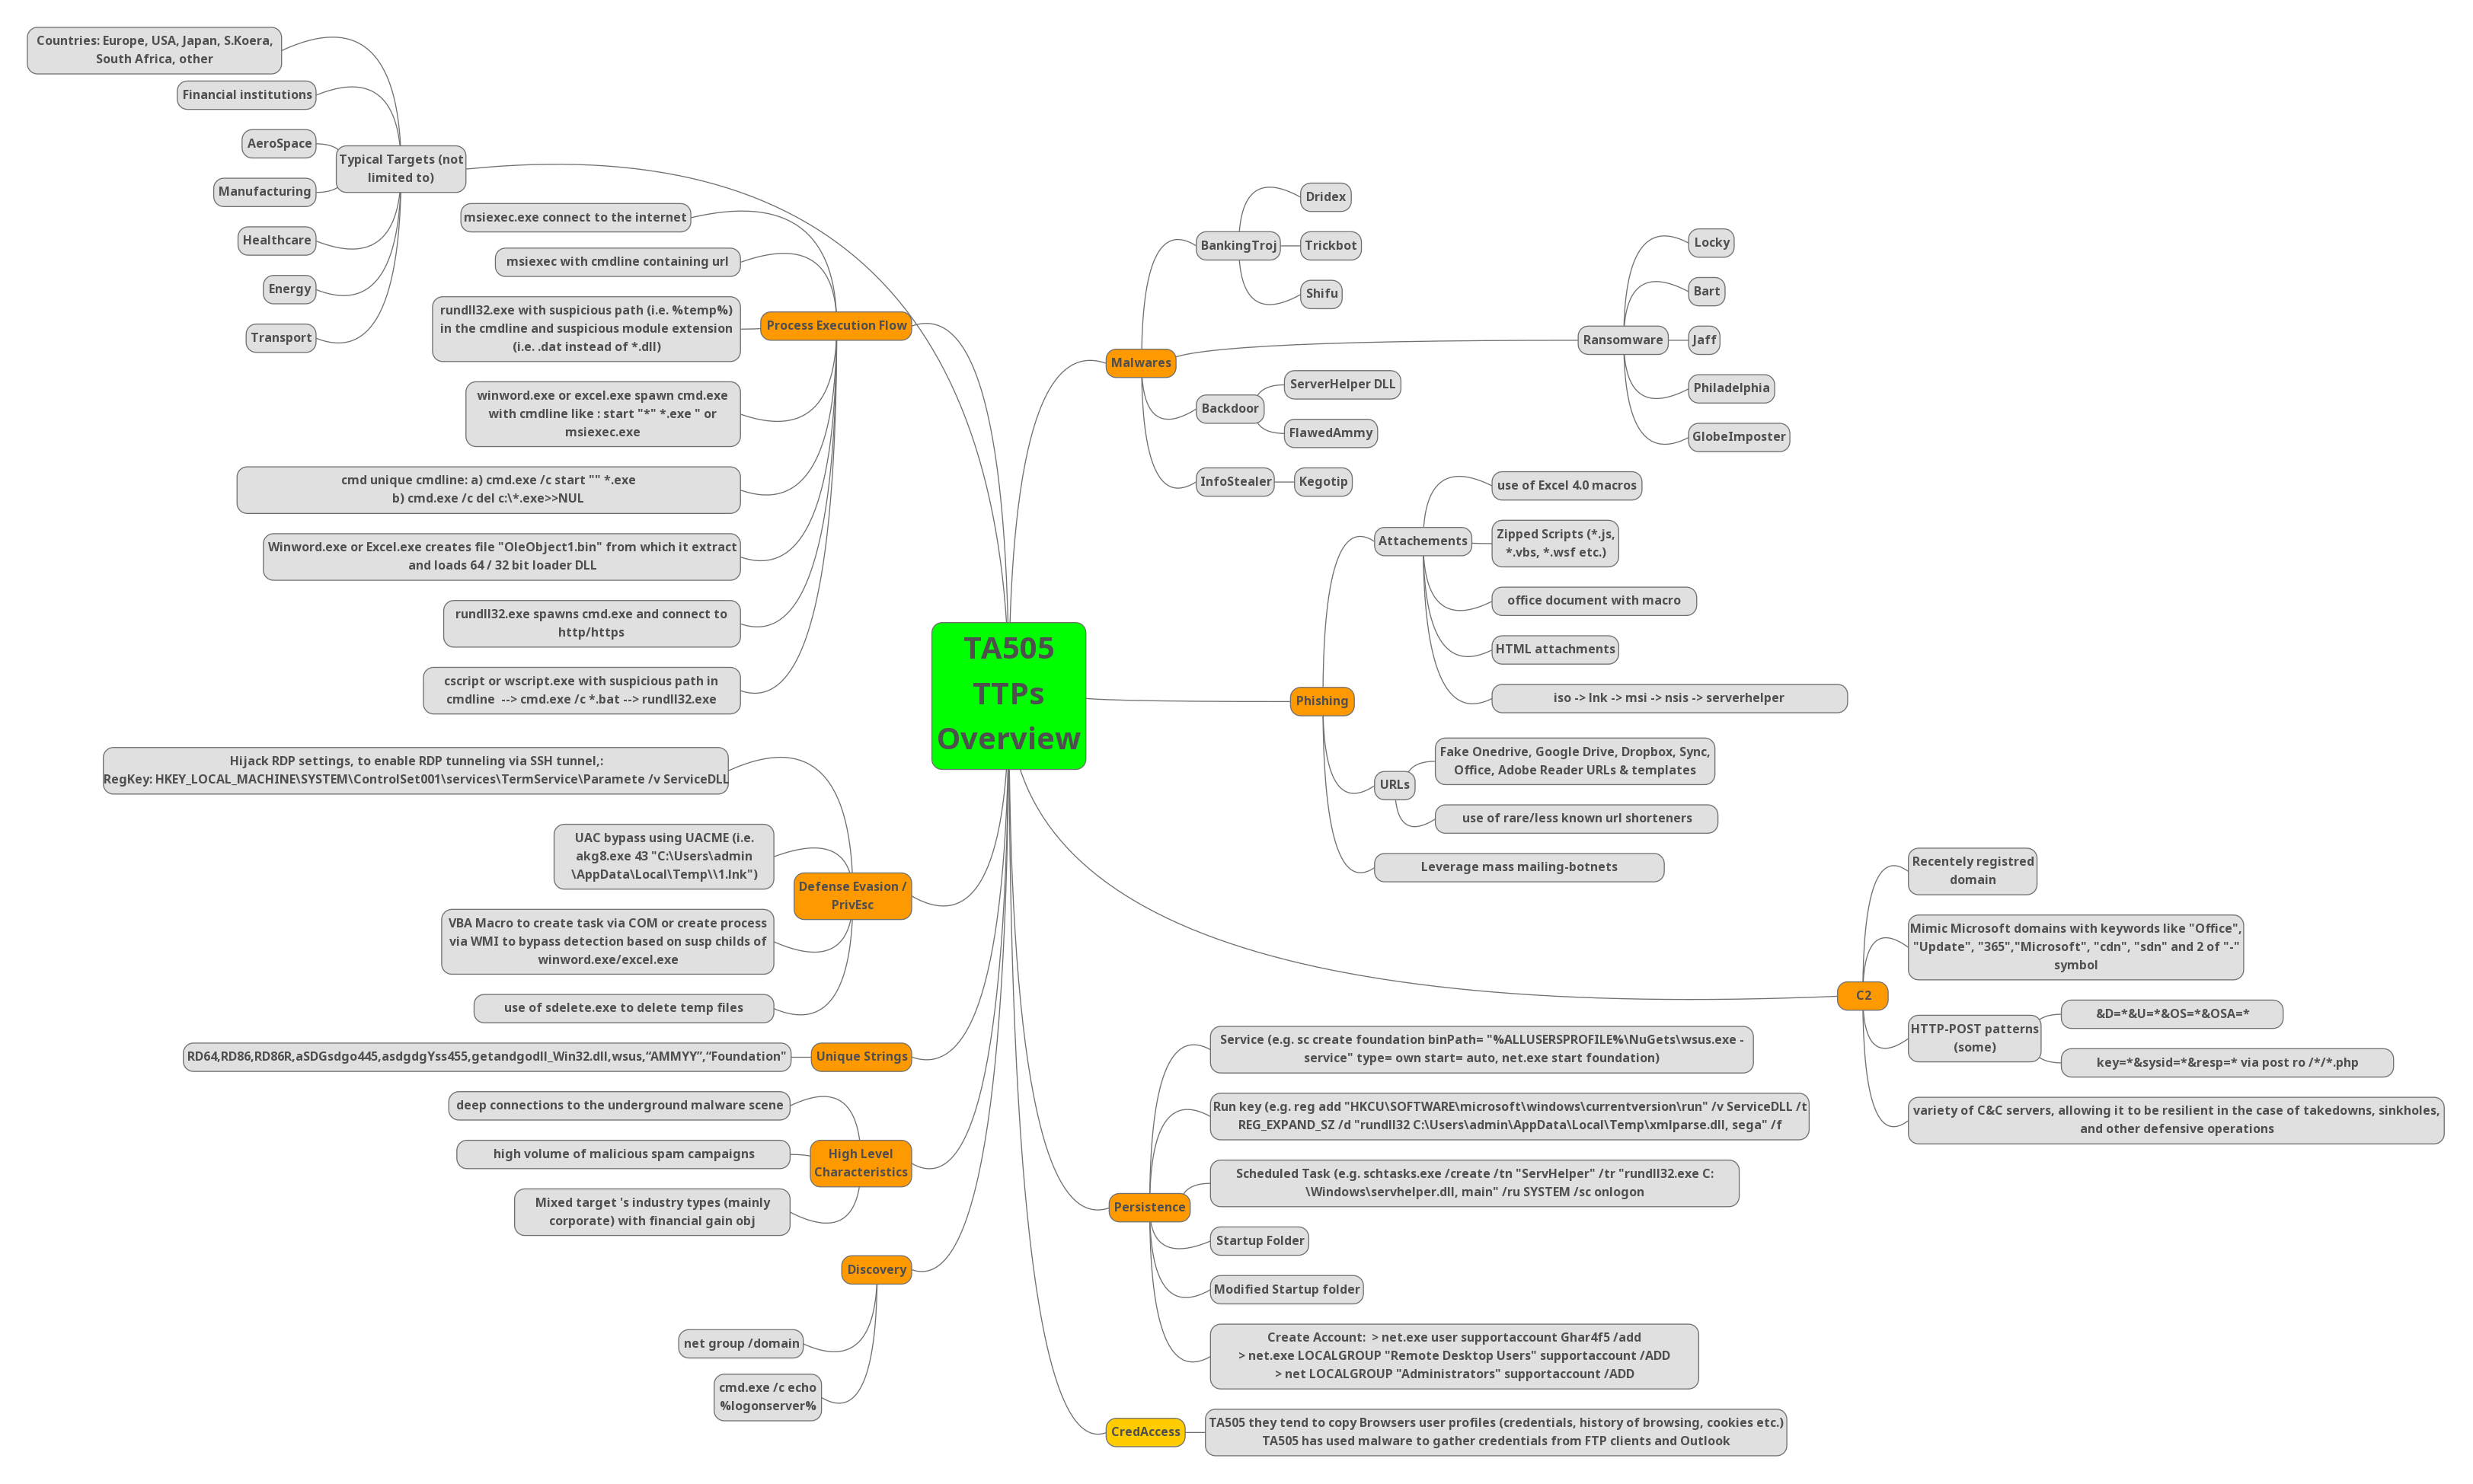 TA505
TTPs
Overview
Countries: Europe, USA, Japan, S.Koera,
South Africa, other
Financial institutions
AeroSpace
Manufacturing
Healthcare
Energy
Transport
Typical Targets (not
limited to)
msiexec.exe connect to the internet
msiexec with cmdline containing url
rundll32.exe with suspicious path (i.e. %temp%)
in the cmdline and suspicious module extension
(i.e. .dat instead of *.dll)
winword.exe or excel.exe spawn cmd.exe
with cmdline like : start "*" *.exe " or
msiexec.exe
cmd unique cmdline: a) cmd.exe /c start "" *.exe
b) cmd.exe /c del c:\*.exe>>NUL
Winword.exe or Excel.exe creates file "OleObject1.bin" from which it extract
and loads 64 / 32 bit loader DLL
rundll32.exe spawns cmd.exe and connect to
http/https
cscript or wscript.exe with suspicious path in
cmdline  --> cmd.exe /c *.bat --> rundll32.exe
Process Execution Flow
Hijack RDP settings, to enable RDP tunneling via SSH tunnel,:
RegKey: HKEY_LOCAL_MACHINE\SYSTEM\ControlSet001\services\TermService\Paramete /v ServiceDLL
UAC bypass using UACME (i.e.
akg8.exe 43 "C:\Users\admin
\AppData\Local\Temp\\1.lnk")
VBA Macro to create task via COM or create process
via WMI to bypass detection based on susp childs of
winword.exe/excel.exe
use of sdelete.exe to delete temp files
Defense Evasion /
PrivEsc
RD64,RD86,RD86R,aSDGsdgo445,asdgdgYss455,getandgodll_Win32.dll,wsus,“AMMYY”,“Foundation"
Unique Strings
deep connections to the underground malware scene
high volume of malicious spam campaigns
Mixed target 's industry types (mainly
corporate) with financial gain obj
High Level
Characteristics
Discovery
net group /domain
cmd.exe /c echo
%logonserver%
Malwares
BankingTroj
Dridex
Trickbot
Shifu
Ransomware
Locky
Bart
Jaff
Philadelphia
GlobeImposter
Backdoor
ServerHelper DLL
FlawedAmmy
InfoStealer
Kegotip
Phishing
Attachements
use of Excel 4.0 macros
Zipped Scripts (*.js,
*.vbs, *.wsf etc.)
office document with macro
HTML attachments
iso -> lnk -> msi -> nsis -> serverhelper
URLs
Fake Onedrive, Google Drive, Dropbox, Sync,
Office, Adobe Reader URLs & templates
use of rare/less known url shorteners
Leverage mass mailing-botnets
C2
Recentely registred
domain
Mimic Microsoft domains with keywords like "Office",
"Update", "365","Microsoft", "cdn", "sdn" and 2 of "-"
symbol
HTTP-POST patterns
(some)
&D=*&U=*&OS=*&OSA=*
key=*&sysid=*&resp=* via post ro /*/*.php
variety of C&C servers, allowing it to be resilient in the case of takedowns, sinkholes,
and other defensive operations
Persistence
Service (e.g. sc create foundation binPath= "%ALLUSERSPROFILE%\NuGets\wsus.exe -
service" type= own start= auto, net.exe start foundation)
Run key (e.g. reg add "HKCU\SOFTWARE\microsoft\windows\currentversion\run" /v ServiceDLL /t
REG_EXPAND_SZ /d "rundll32 C:\Users\admin\AppData\Local\Temp\xmlparse.dll, sega" /f
Scheduled Task (e.g. schtasks.exe /create /tn "ServHelper" /tr "rundll32.exe C:
\Windows\servhelper.dll, main" /ru SYSTEM /sc onlogon
Startup Folder
Modified Startup folder
Create Account:  > net.exe user supportaccount Ghar4f5 /add
> net.exe LOCALGROUP "Remote Desktop Users" supportaccount /ADD
> net LOCALGROUP "Administrators" supportaccount /ADD
CredAccess
TA505 they tend to copy Browsers user profiles (credentials, history of browsing, cookies etc.)
TA505 has used malware to gather credentials from FTP clients and Outlook